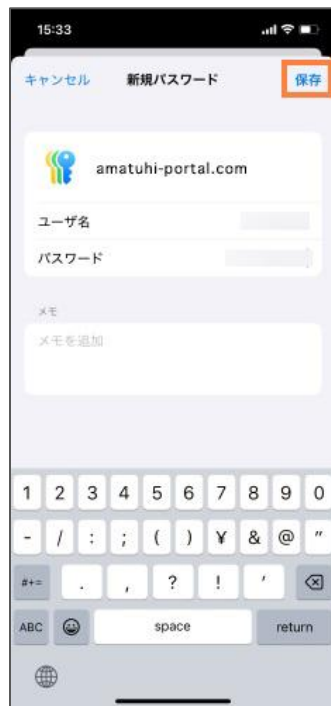 15:33
キャンセル 新規パスワード 保存
amatuhi-portal.com
ユーザ名
パスワード
メモ
メモを追加
1 2 3 4 5 6 7 8 9 0
- / : ; ( ) ¥ & @ "
#+= . , ? ! ′
ABC space return